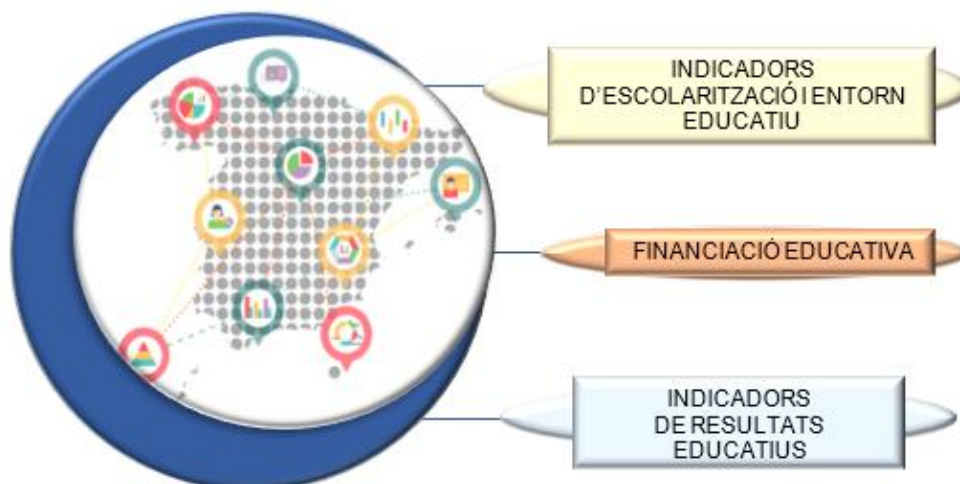 INDICADORS
D'ESCOLARITZACIÓ I ENTORN
EDUCATIU
FINANCIACIÓ EDUCATIVA
INDICADORS
DE RESULTATS
EDUCATIUS